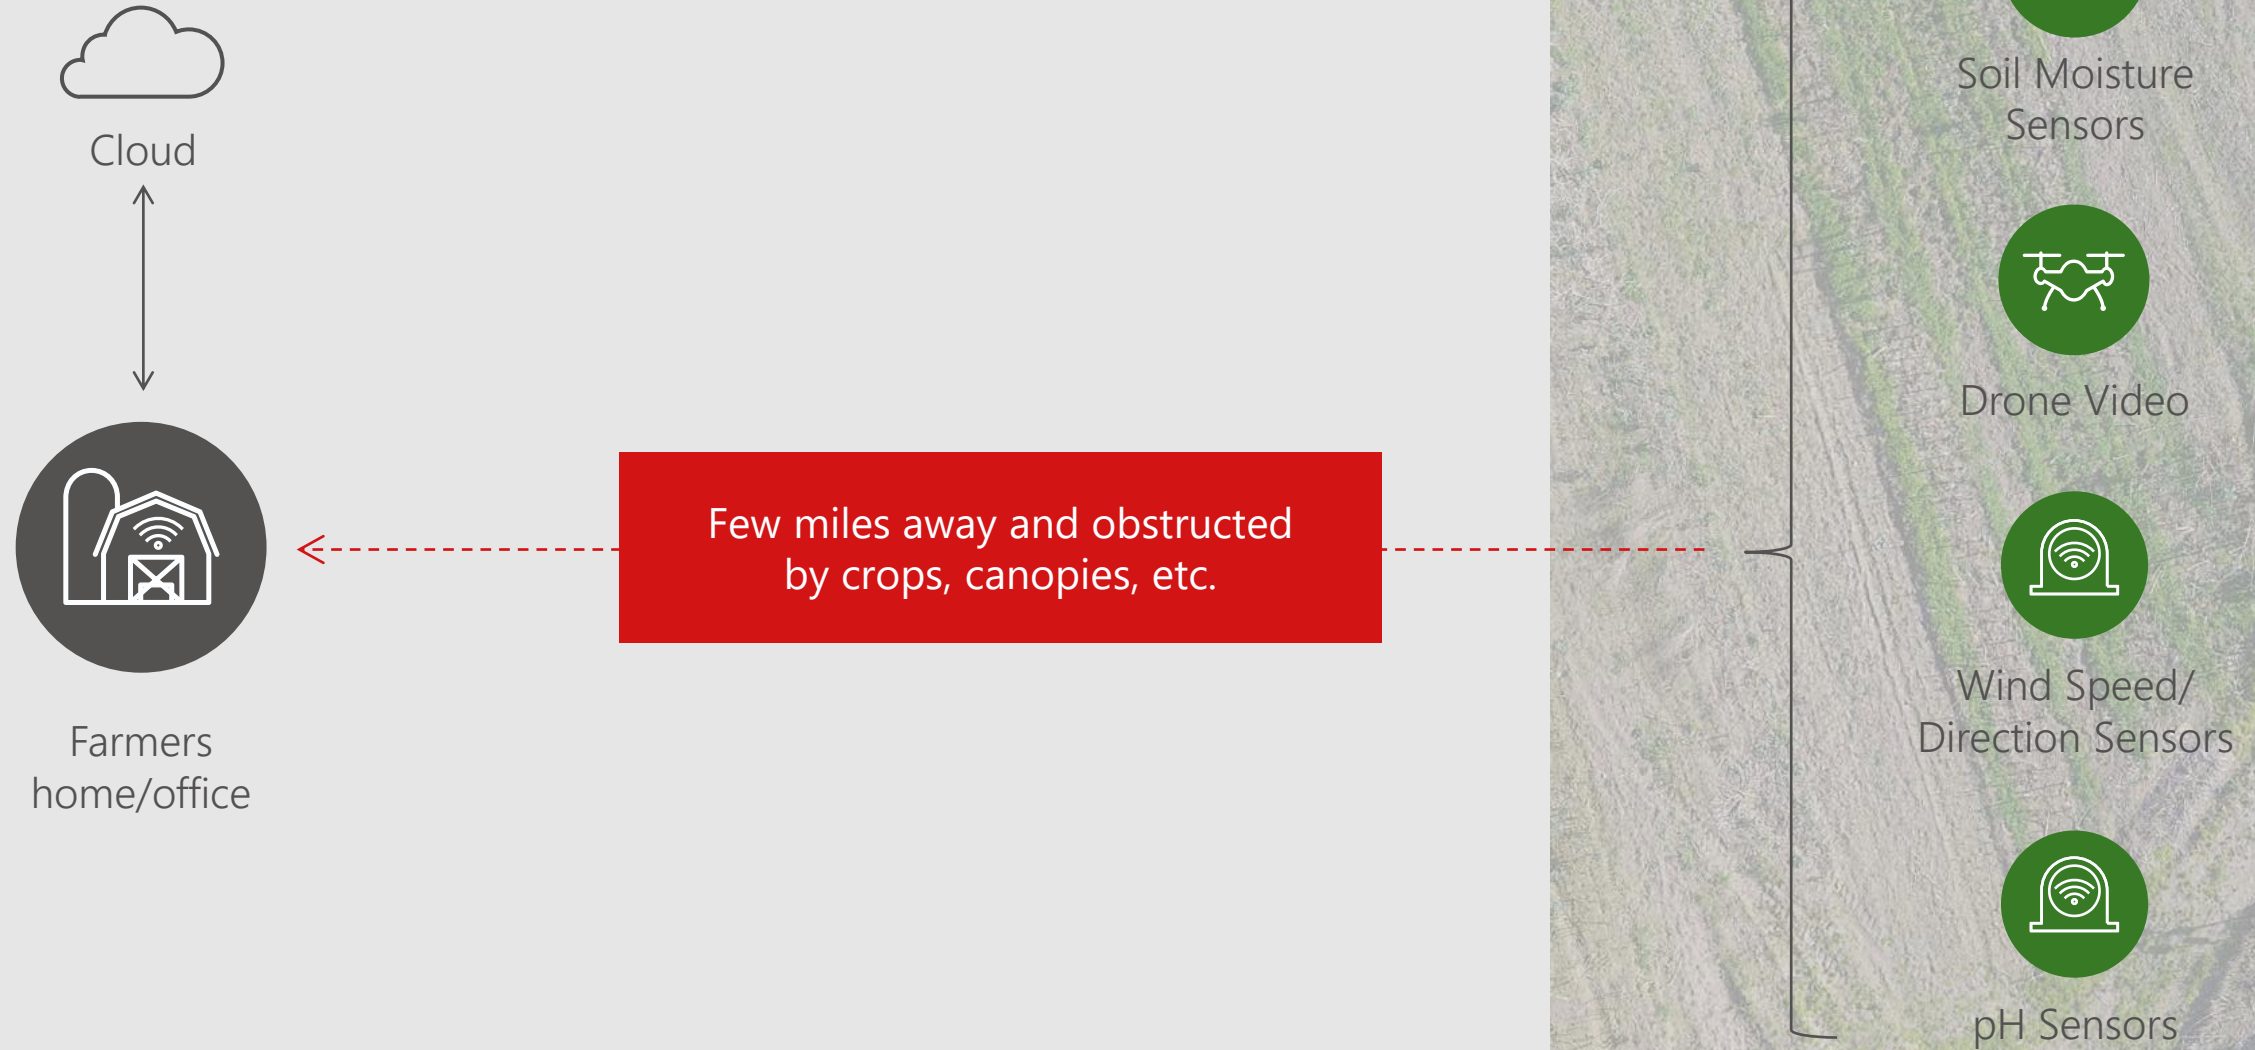 Cloud
Farmers
home/office
Few miles away and obstructed
by crops, canopies, etc.
Soil Moisture
Sensors
Drone Video
Wind Speed/
Direction Sensors
pH Sensors